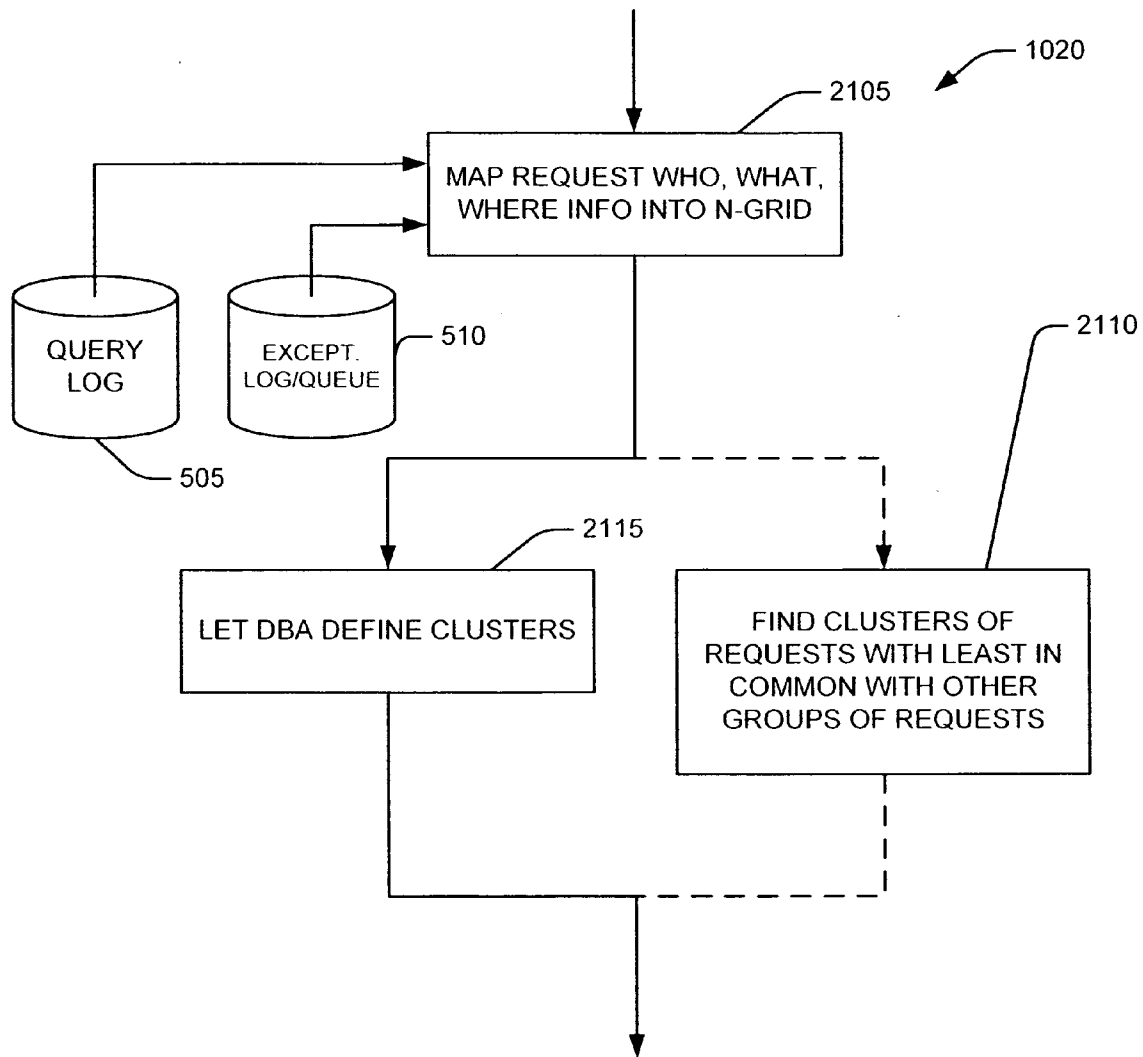 1020
2105
MAP REQUEST WHO, WHAT,
WHERE INFO INTO N-GRID
QUERY
LOG
505
EXCEPT.
LOG/QUEUE
510
2110
2115
LET DBA DEFINE CLUSTERS
FIND CLUSTERS OF
REQUESTS WITH LEAST IN
COMMON WITH OTHER
GROUPS OF REQUESTS